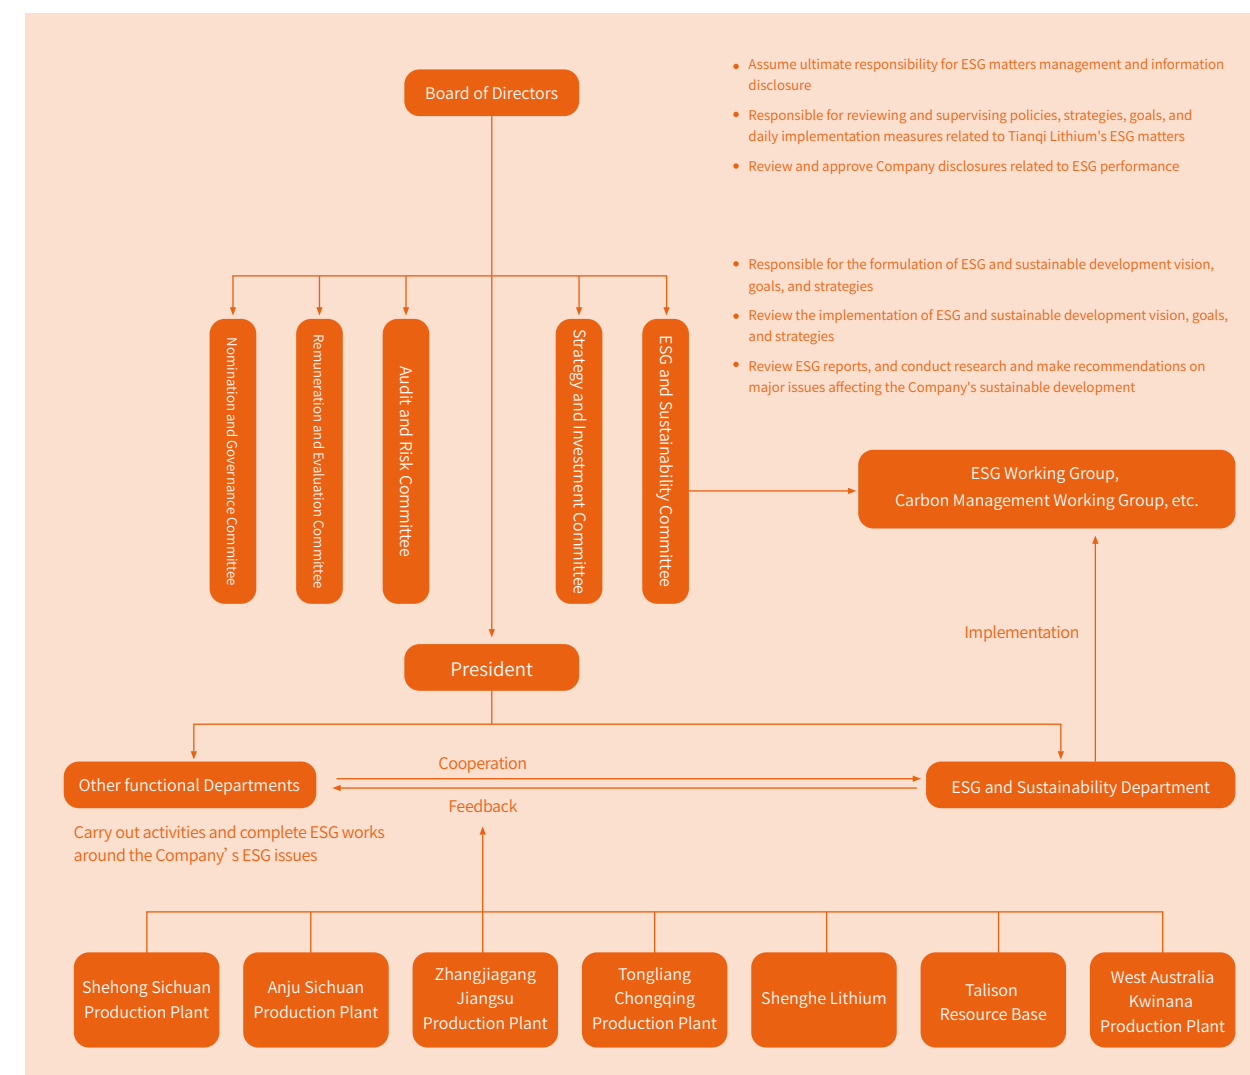 Board of Directors
• Assume ultimate responsibility for ESG matters management and information
disclosure
• Responsible for reviewing and supervising policies, strategies, goals, and
daily implementation measures related to Tianqi Lithium's ESG matters
• Review and approve Company disclosures related to ESG performance
• Responsible for the formulation of ESG and sustainable development vision,
goals, and strategies
• Review the implementation of ESG and sustainable development vision, goals,
and strategies
• Review ESG reports, and conduct research and make recommendations on
major issues affecting the Company's sustainable development
Nomination and Governance Committee
Remuneration and Evaluation Committee
Audit and Risk Committee
Strategy and Investment Committee
ESG and Sustainability Committee
ESG Working Group,
Carbon Management Working Group, etc.
Implementation
President
Other functional Departments
Cooperation
Feedback
ESG and Sustainability Department
Carry out activities and complete ESG works
around the Company’ s ESG issues
Shehong Sichuan
Production Plant
Anju Sichuan
Production Plant
Zhangjiagang
Jiangsu
Production Plant
Tongliang
Chongqing
Production Plant
Shenghe Lithium
Talison
Resource Base
West Australia
Kwinana
Production Plant